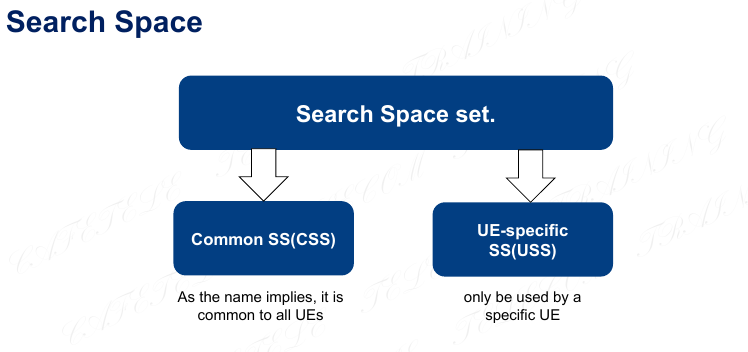 Search Space
Search Space set.
Common SS(CSS)
UE-specific
SS(USS)
As the name implies, it is
common to all UEs
only be used by a
specific UE